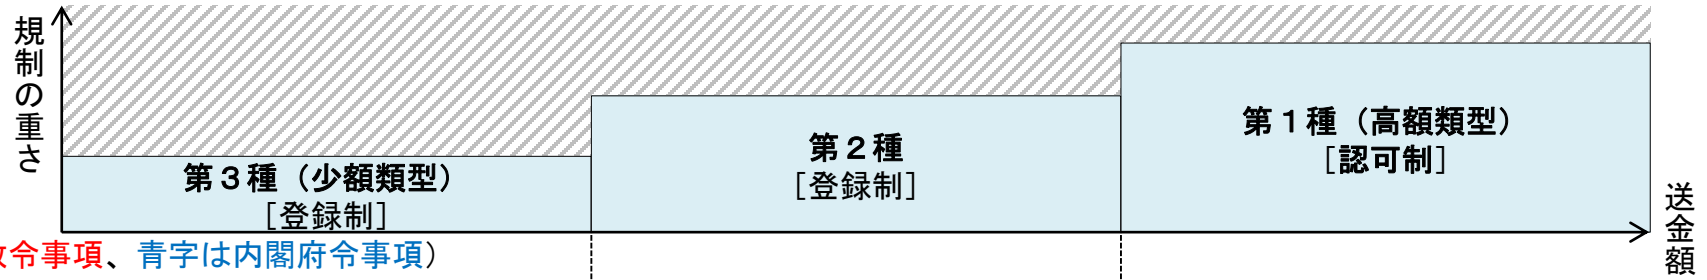 規制の重さ
第３種（少額類型）
［登録制］
第２種
［登録制］
第１種（高額類型）
［認可制］
送金額
令事項、青字は内閣府令事項）